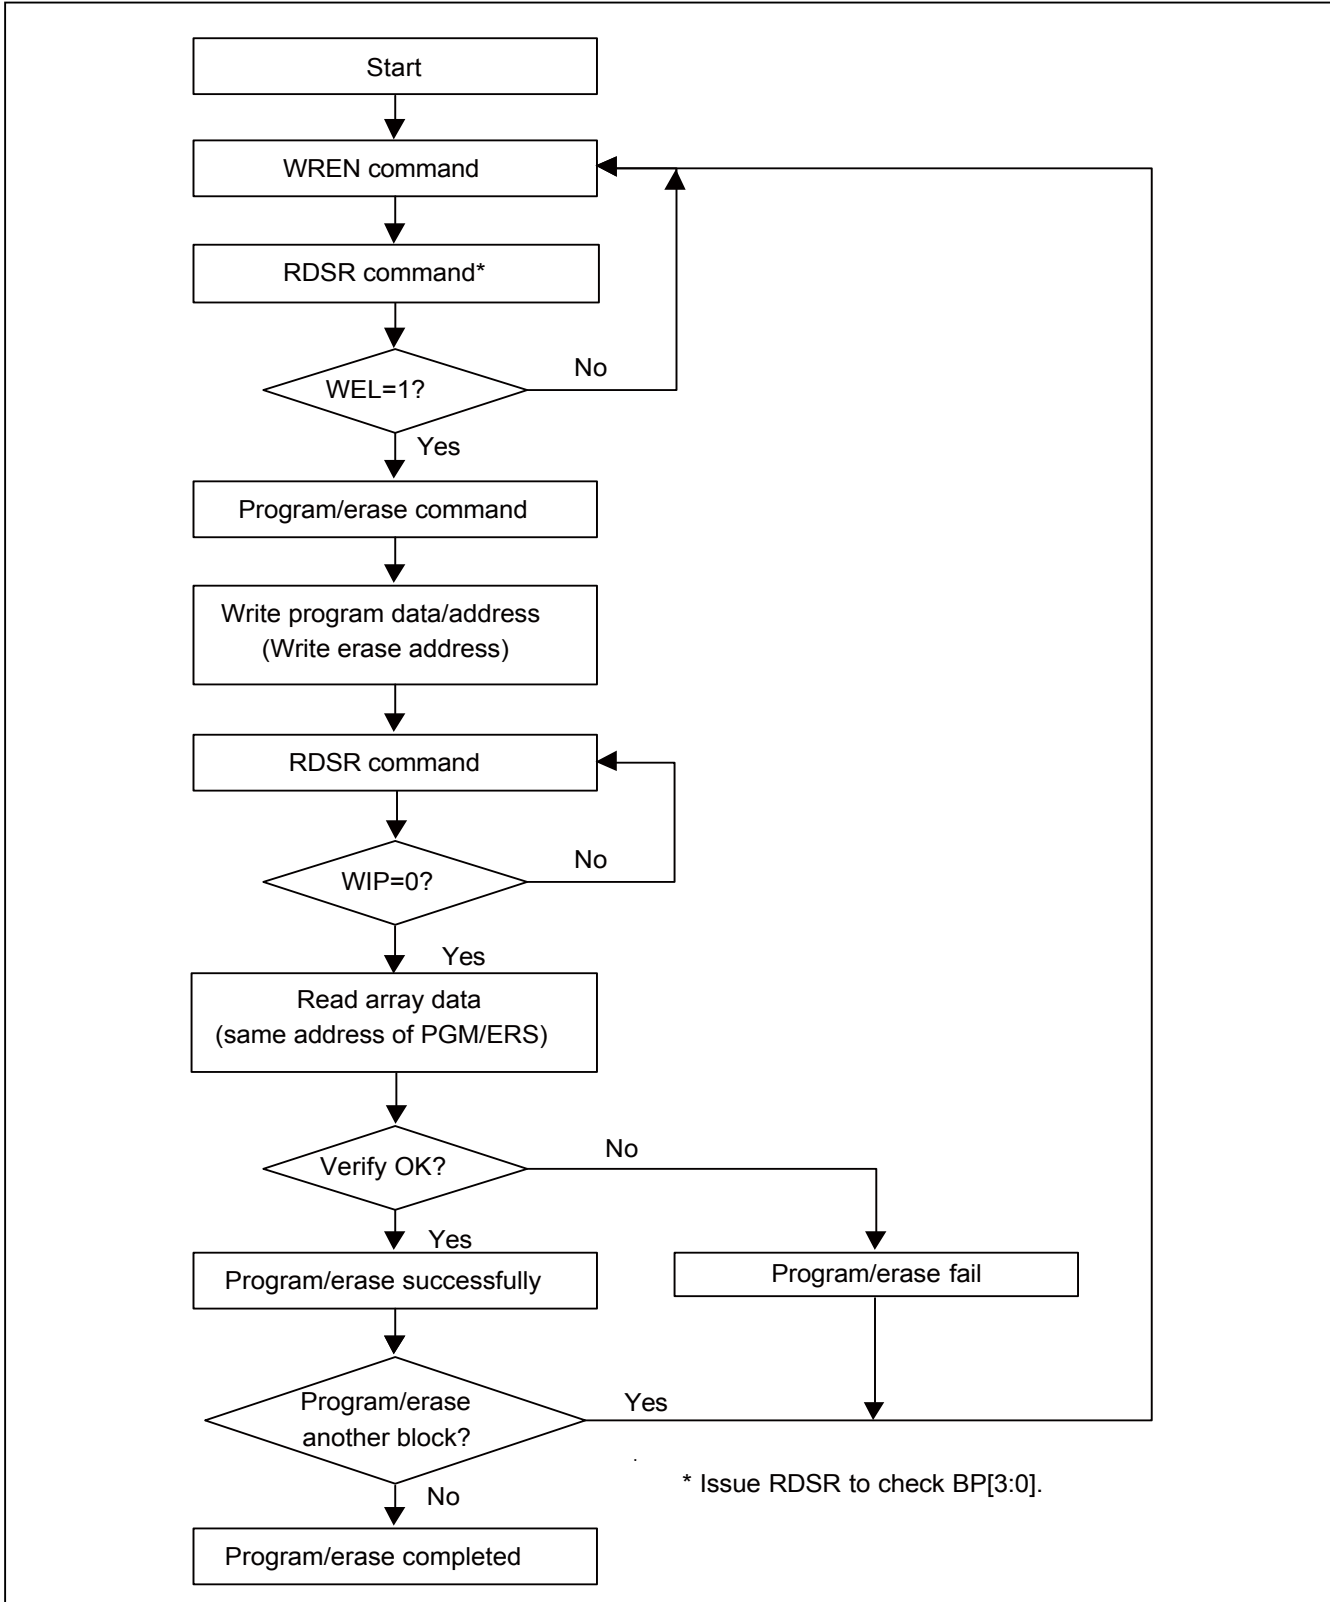 Start
WREN command
RDSR command*
WEL=1?
No
Yes
Program/erase command
Write program data/address
(Write erase address)
RDSR command
WIP=0?
No
Yes
Read array data
(same address of PGM/ERS)
Verify OK?
No
Yes
Program/erase successfully
Program/erase fail
Program/erase
another block?
Yes
* Issue RDSR to check BP[3:0].
No
Program/erase completed